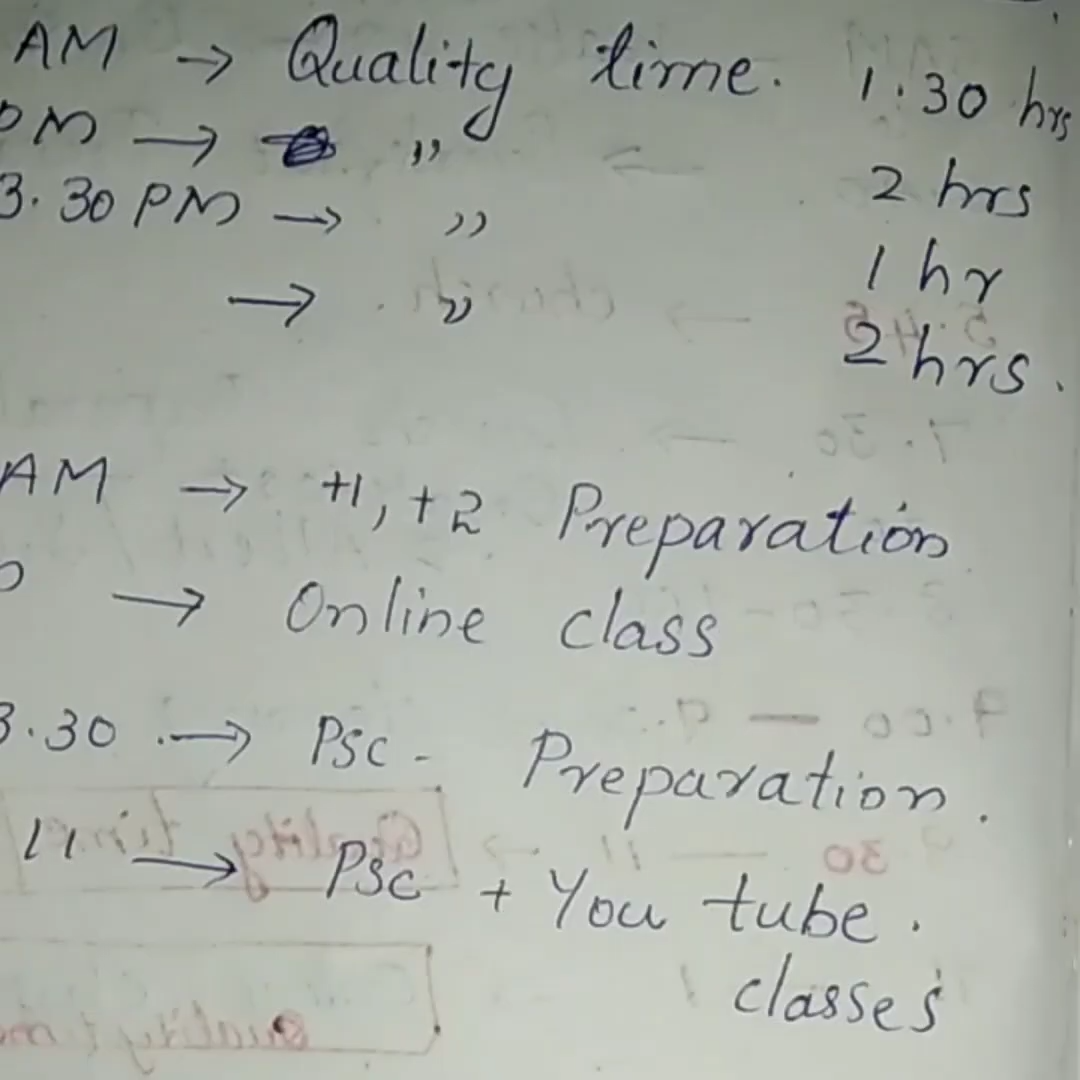 AM → Quality time. 1.30 hrs
PM → " 2 hrs
3.30 PM → " 1 hr
→ " 2 hrs.
AM → +1, +2 Preparation
→ Online class
3.30 → PSC - Preparation.
11 → PSC + You tube.
classes